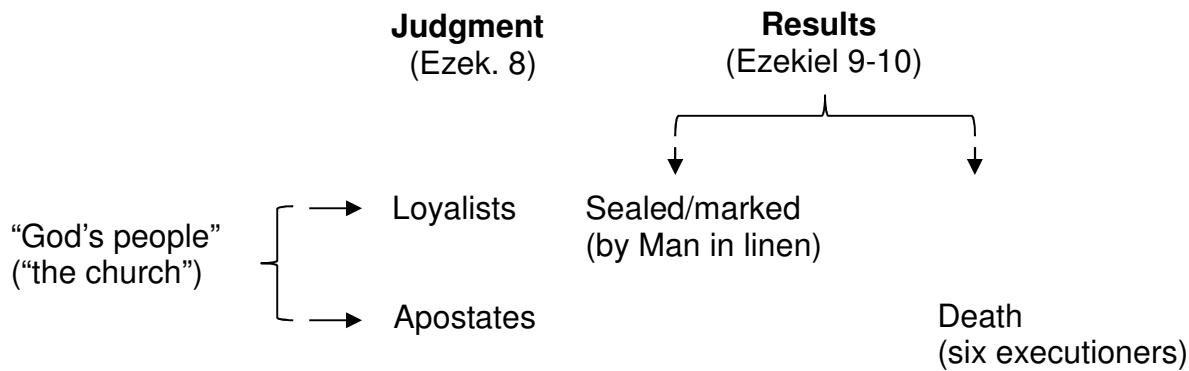 Judgment
(Ezek. 8)
Results
(Ezekiel 9-10)
“God’s people”
(“the church”)
Loyalists
Sealed/marked
(by Man in linen)
Apostates
Death
(six executioners)